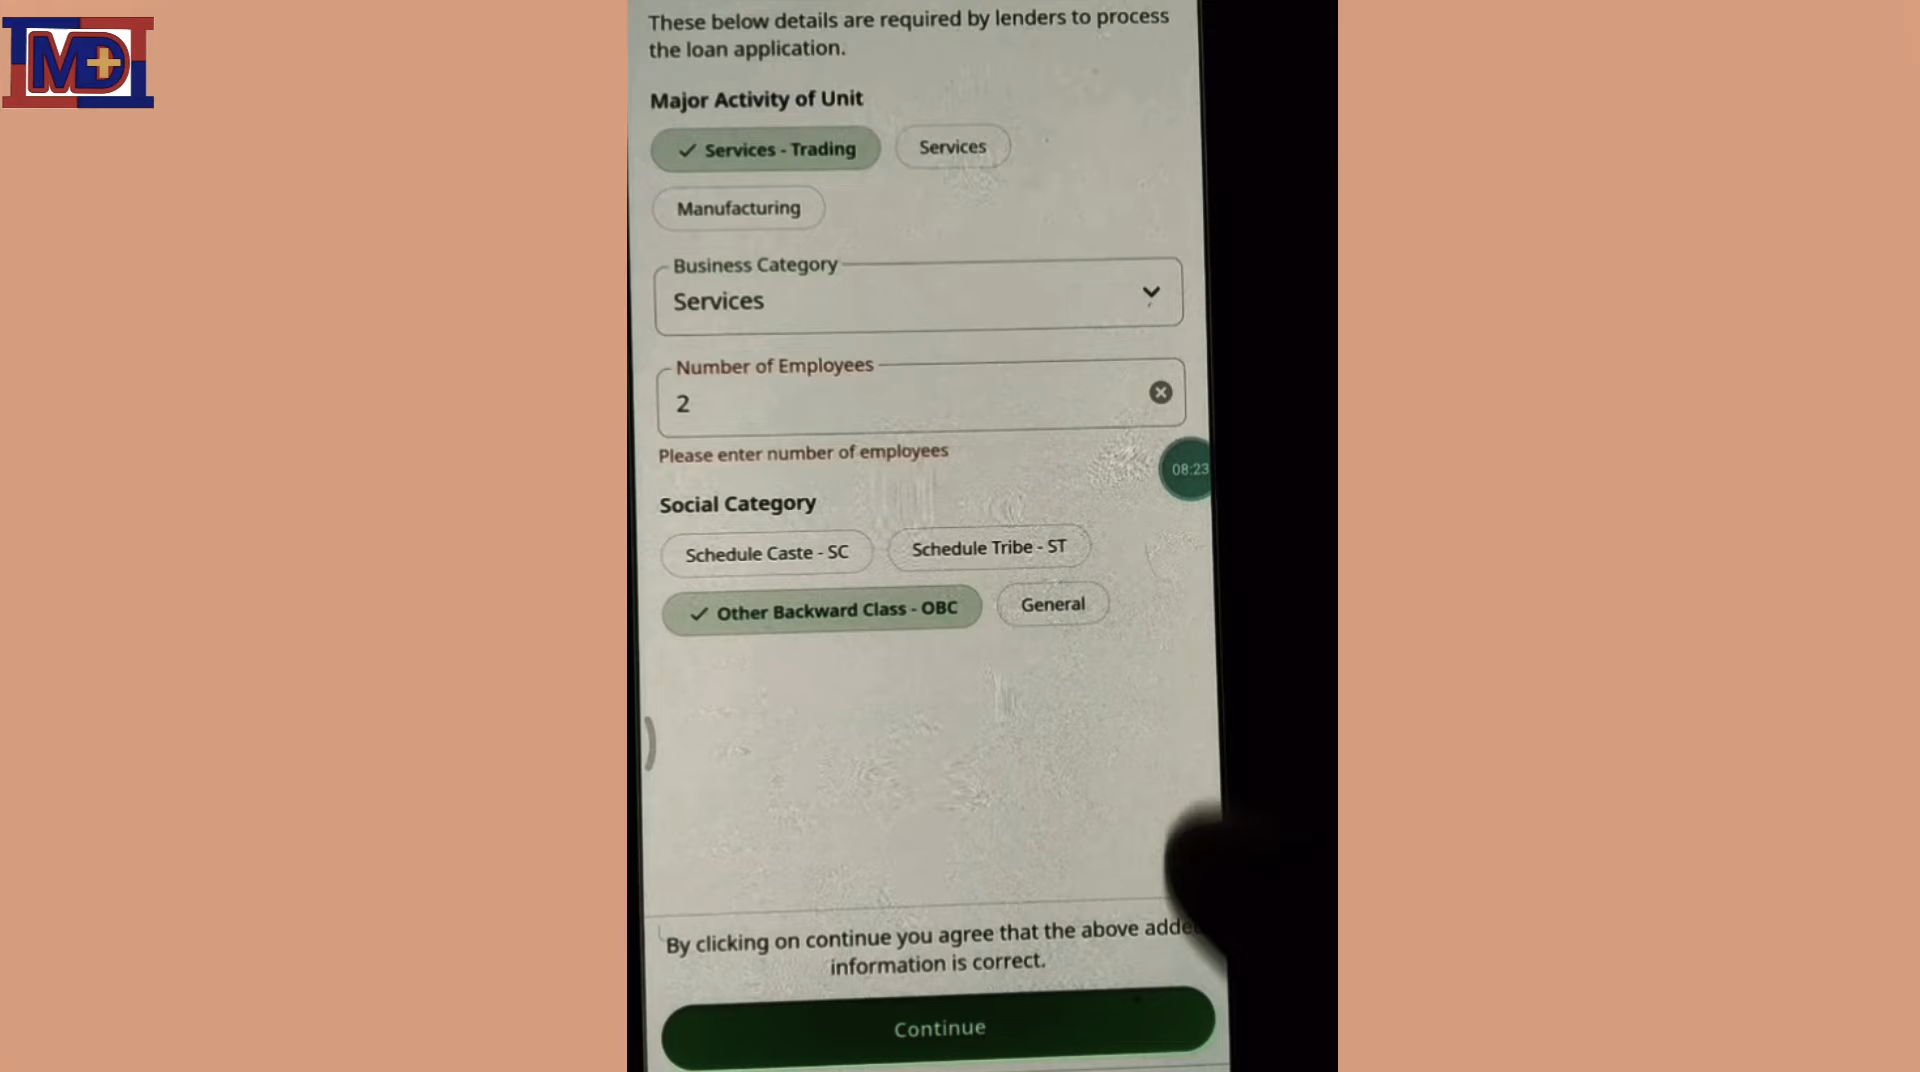 MD+
These below details are required by lenders to process
the loan application.
Major Activity of Unit
Services - Trading
Services
Manufacturing
Business Category
Services
Number of Employees
2
Please enter number of employees
08:23
Social Category
Schedule Caste - SC
Schedule Tribe - ST
Other Backward Class - OBC
General
By clicking on continue you agree that the above added
information is correct.
Continue